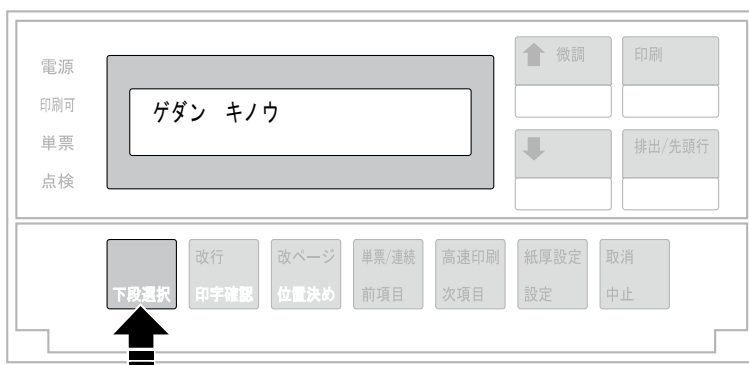 電源
印刷可
単票
点検
ゲダン キノウ
微調
印刷
排出/先頭行
下段選択
改行
印字確認
改ページ
位置決め
単票/連続
前項目
高速印刷
次項目
紙厚設定
設定
取消
中止